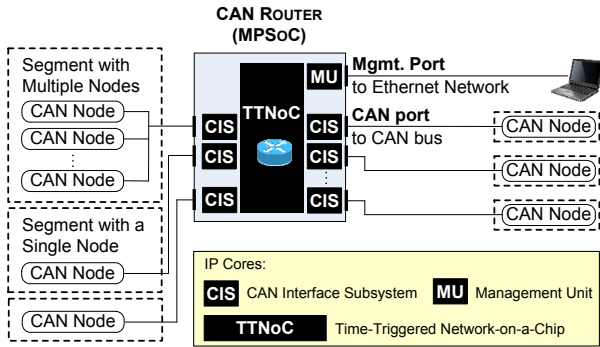 CAN ROUTER
(MPSOC)
Segment with
Multiple Nodes
CAN Node
CAN Node
⋮
CAN Node
Segment with a
Single Node
CAN Node
CAN Node
TTNoC
MU
CIS
CIS
CIS
CIS
CIS
CIS
Mgmt. Port
to Ethernet Network
CAN port
to CAN bus
CAN Node
CAN Node
CAN Node
IP Cores:
CIS CAN Interface Subsystem MU Management Unit
TTNoC Time-Triggered Network-on-a-Chip